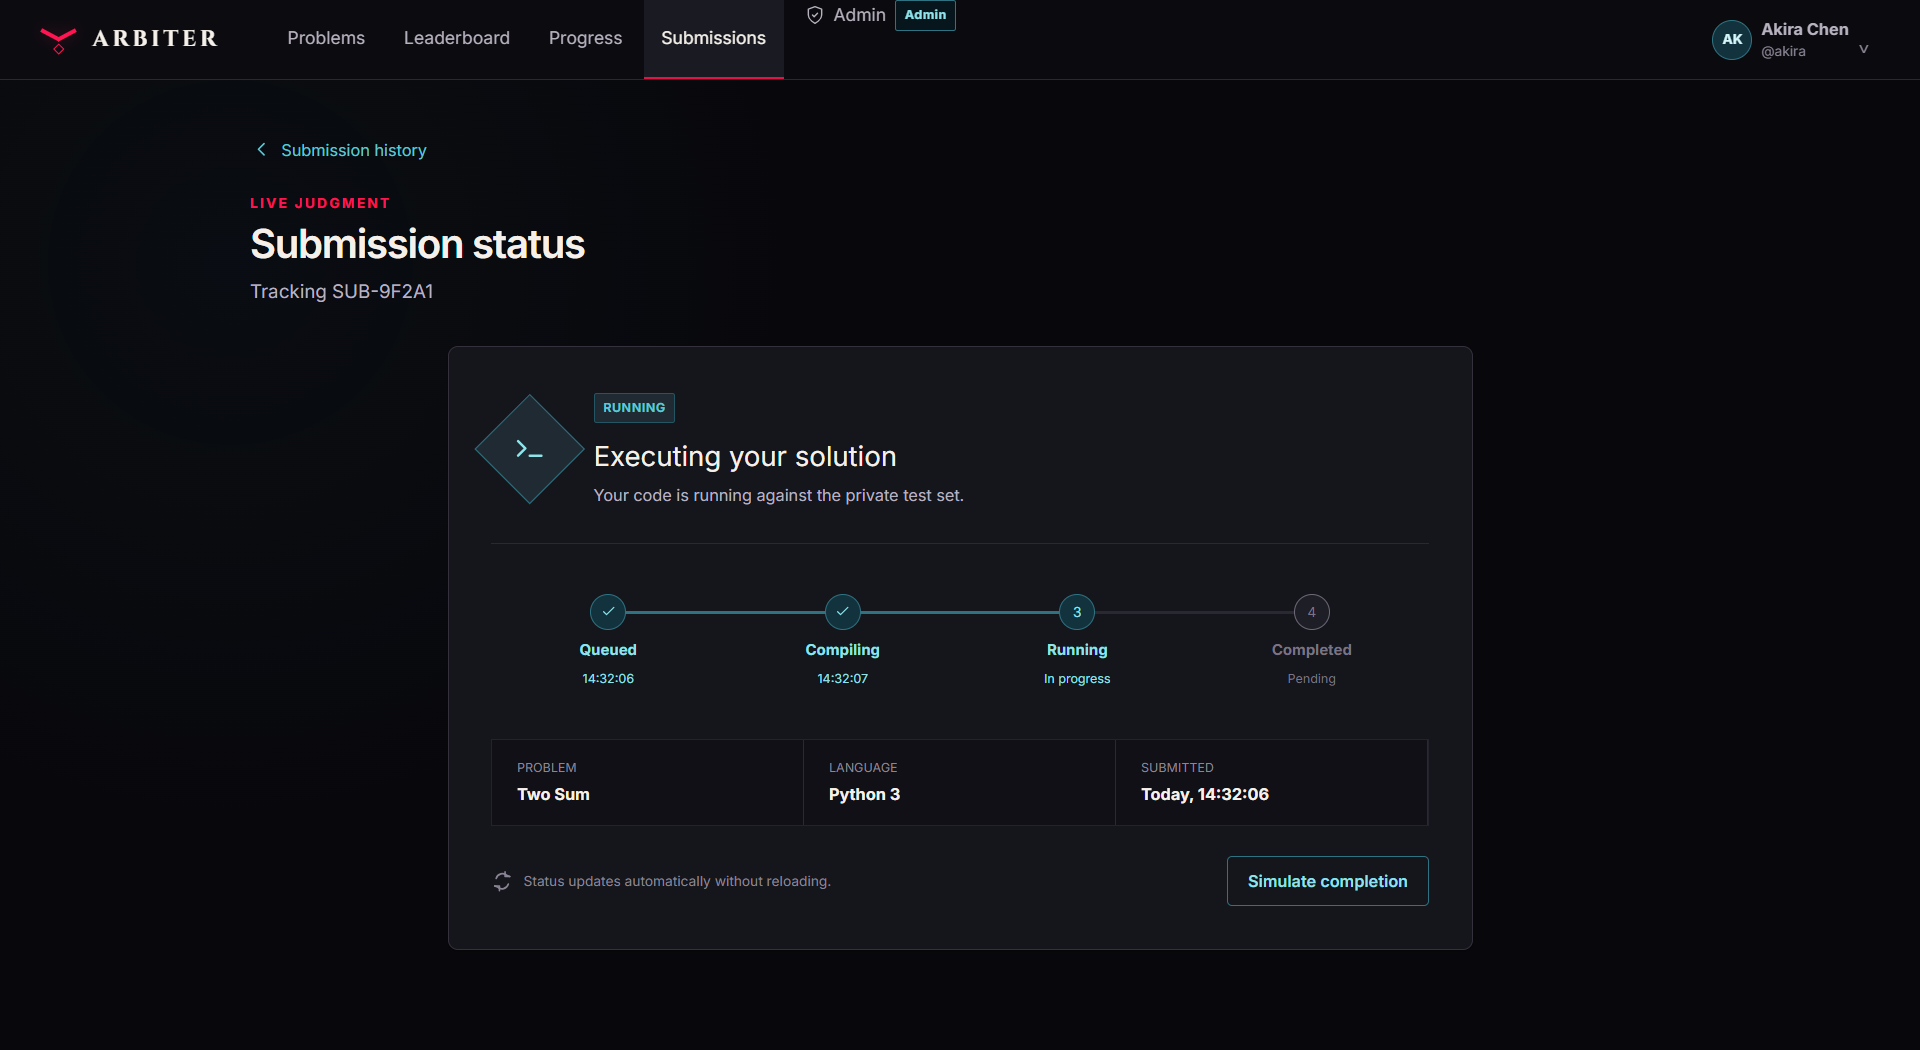 ARBITER
Problems
Leaderboard
Progress
Submissions
Admin
Admin
AK
Akira Chen
@akira
Submission history
LIVE JUDGMENT
Submission status
Tracking SUB-9F2A1
RUNNING
Executing your solution
Your code is running against the private test set.
3
4
Queued
Compiling
Running
Completed
14:32:06
14:32:07
In progress
Pending
PROBLEM
Two Sum
LANGUAGE
Python 3
SUBMITTED
Today, 14:32:06
Status updates automatically without reloading.
Simulate completion